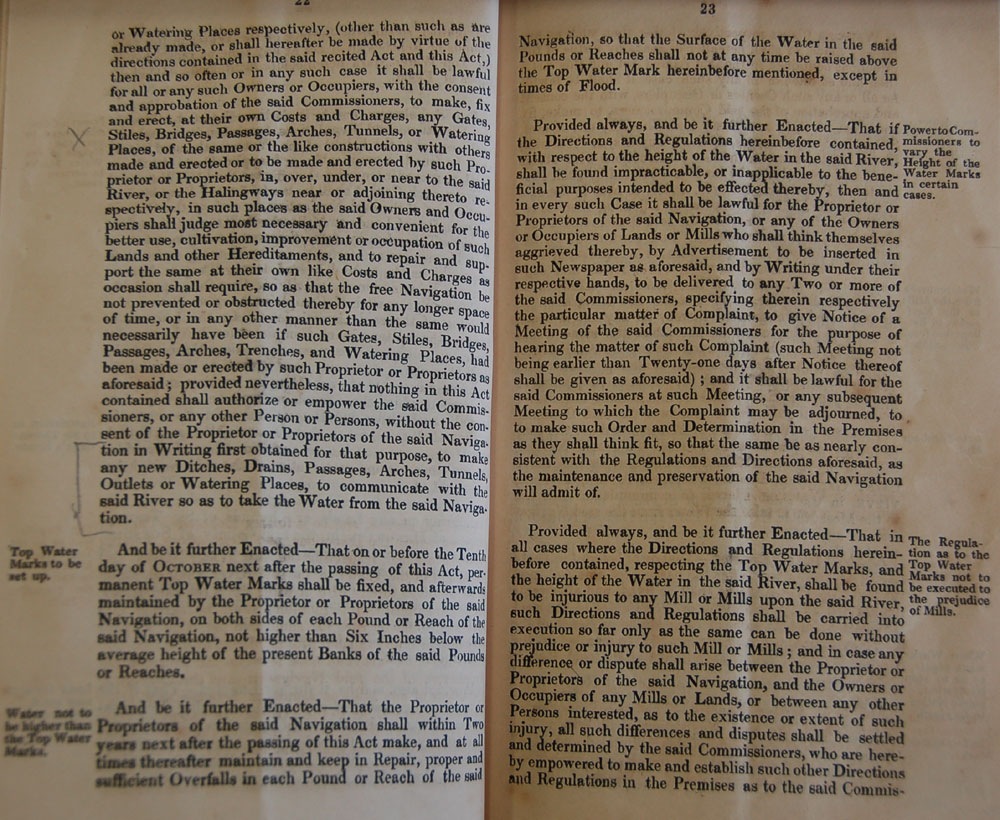 22
or Watering Places respectively, (other than such as are
already made, or shall hereafter be made by virtue of the
directions contained in the said recited Act and this Act,)
then and so often or in any such case it shall be lawful
for all or any such Owners or Occupiers, with the consent
and approbation of the said Commissioners, to make, fix
and erect, at their own Costs and Charges, any Gates,
Stiles, Bridges, Passages, Arches, Tunnels, or Watering
Places, of the same or the like constructions with others
made and erected or to be made and erected by such Pro-
prietor or Proprietors, in, over, under, or near to the said
River, or the Halingways near or adjoining thereto re-
spectively, in such places as the said Owners and Occu-
piers shall judge most necessary and convenient for the
better use, cultivation, improvement or occupation of such
Lands and other Hereditaments, and to repair and sup-
port the same at their own like Costs and Charges as
occasion shall require, so as that the free Navigation be
not prevented or obstructed thereby for any longer space
of time, or in any other manner than the same would
necessarily have been if such Gates, Stiles, Bridges,
Passages, Arches, Trenches, and Watering Places, had
been made or erected by such Proprietor or Proprietors as
aforesaid; provided nevertheless, that nothing in this Act
contained shall authorize or empower the said Commis-
sioners, or any other Person or Persons, without the con-
sent of the Proprietor or Proprietors of the said Naviga-
tion in Writing first obtained for that purpose, to make
any new Ditches, Drains, Passages, Arches, Tunnels,
Outlets or Watering Places, to communicate with the
said River so as to take the Water from the said Naviga-
tion.
Top Water
Marks to be
set up.
And be it further Enacted—That on or before the Tenth
day of OCTOBER next after the passing of this Act, per-
manent Top Water Marks shall be fixed, and afterwards
maintained by the Proprietor or Proprietors of the said
Navigation, on both sides of each Pound or Reach of the
said Navigation, not higher than Six Inches below the
average height of the present Banks of the said Pounds
or Reaches.
Water not to
be higher than
the Top Water
Marks.
And be it further Enacted—That the Proprietor or
Proprietors of the said Navigation shall within Two
years next after the passing of this Act make, and at all
times thereafter maintain and keep in Repair, proper and
sufficient Overfalls in each Pound or Reach of the said
23
Navigation, so that the Surface of the Water in the said
Pounds or Reaches shall not at any time be raised above
the Top Water Mark hereinbefore mentioned, except in
times of Flood.
Provided always, and be it further Enacted—That if
the Directions and Regulations hereinbefore contained,
with respect to the height of the Water in the said River,
shall be found impracticable, or inapplicable to the bene-
ficial purposes intended to be effected thereby, then and
in every such Case it shall be lawful for the Proprietor or
Proprietors of the said Navigation, or any of the Owners
or Occupiers of Lands or Mills who shall think themselves
aggrieved thereby, by Advertisement to be inserted in
such Newspaper as aforesaid, and by Writing under their
respective hands, to be delivered to any Two or more of
the said Commissioners, specifying therein respectively
the particular matter of Complaint, to give Notice of a
Meeting of the said Commissioners for the purpose of
hearing the matter of such Complaint (such Meeting not
being earlier than Twenty-one days after Notice thereof
shall be given as aforesaid) ; and it shall be lawful for the
said Commissioners at such Meeting, or any subsequent
Meeting to which the Complaint may be adjourned, to
to make such Order and Determination in the Premises
as they shall think fit, so that the same be as nearly con-
sistent with the Regulations and Directions aforesaid, as
the maintenance and preservation of the said Navigation
will admit of.
Power to Com-
missioners to
vary the
Height of the
Water Marks
in certain
cases.
Provided always, and be it further Enacted—That in
all cases where the Directions and Regulations herein-
before contained, respecting the Top Water Marks, and
the height of the Water in the said River, shall be found
to be injurious to any Mill or Mills upon the said River,
such Directions and Regulations shall be carried into
execution so far only as the same can be done without
prejudice or injury to such Mill or Mills ; and in case any
difference or dispute shall arise between the Proprietor or
Proprietors of the said Navigation, and the Owners or
Occupiers of any Mills or Lands, or between any other
Persons interested, as to the existence or extent of such
injury, all such differences and disputes shall be settled
and determined by the said Commissioners, who are here-
by empowered to make and establish such other Directions
and Regulations in the Premises as to the said Commis-
The Regula-
tion as to the
Top Water
Marks not to
be executed to
the prejudice
of Mills.